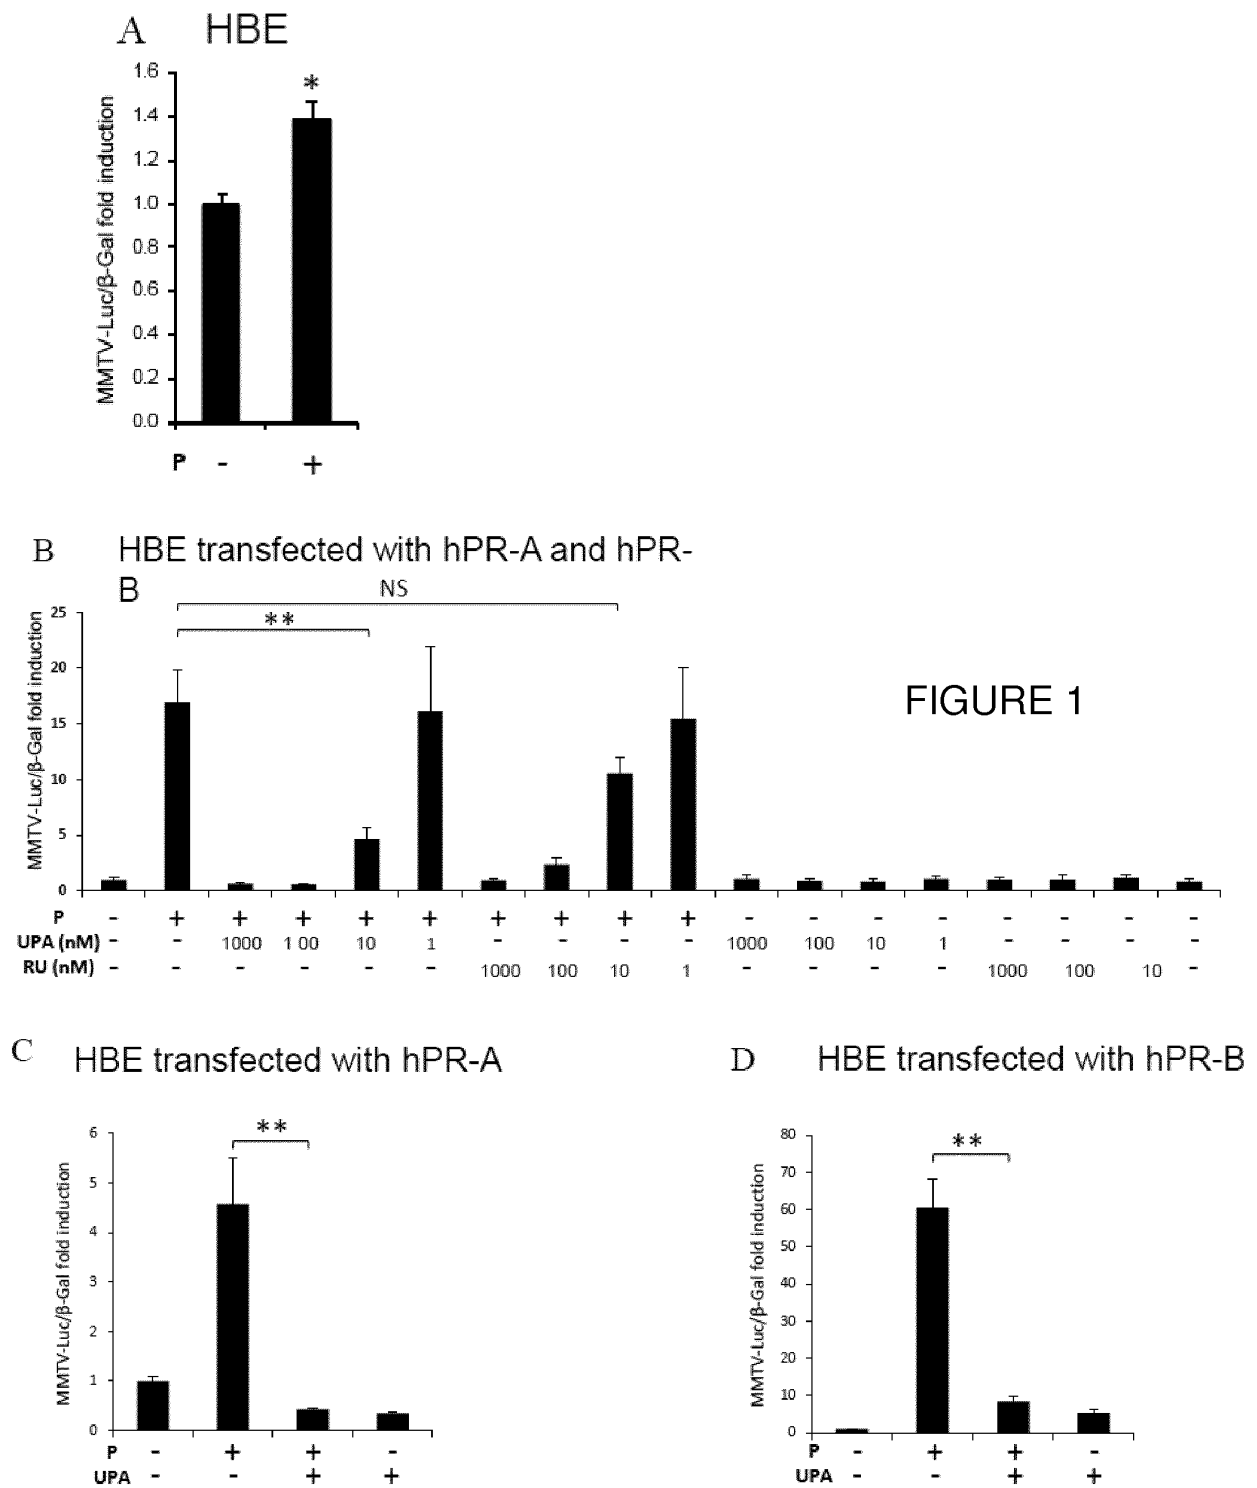 A HBE
MMTV-Luc/β-Gal fold induction
1.6
*
1.4
1.2
1.0
0.8
0.6
0.4
0.2
0.0
P - +
B HBE transfected with hPR-A and hPR-
B
NS
**
MMTV-Luc/β-Gal fold induction
25
20
15
10
5
0
FIGURE 1
P - + + + + + + + + + - - - - - - - -
UPA (nM) - - 1000 1 00 10 1 - - - - 1000 100 10 1 - - - -
RU (nM) - - - - - - 1000 100 10 1 - - - - 1000 100 10 -
C HBE transfected with hPR-A
**
MMTV-Luc/β-Gal fold induction
6
5
4
3
2
1
0
P - + + -
UPA - - + +
D HBE transfected with hPR-B
**
MMTV-Luc/β-Gal fold induction
80
70
60
50
40
30
20
10
0
P - + + -
UPA - - + +